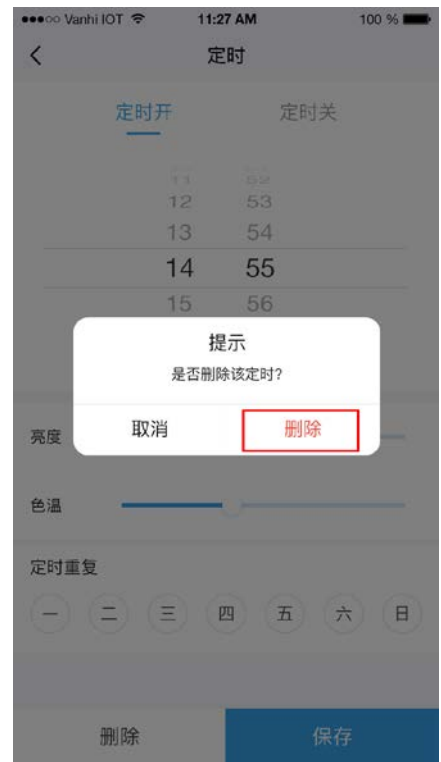 Vanhi IOT 11:27 AM 100 %
定时
定时开 定时关
11 52
12 53
13 54
14 55
15 56
提示
是否删除该定时?
取消 删除
亮度
色温
定时重复
一 二 三 四 五 六 日
删除 保存